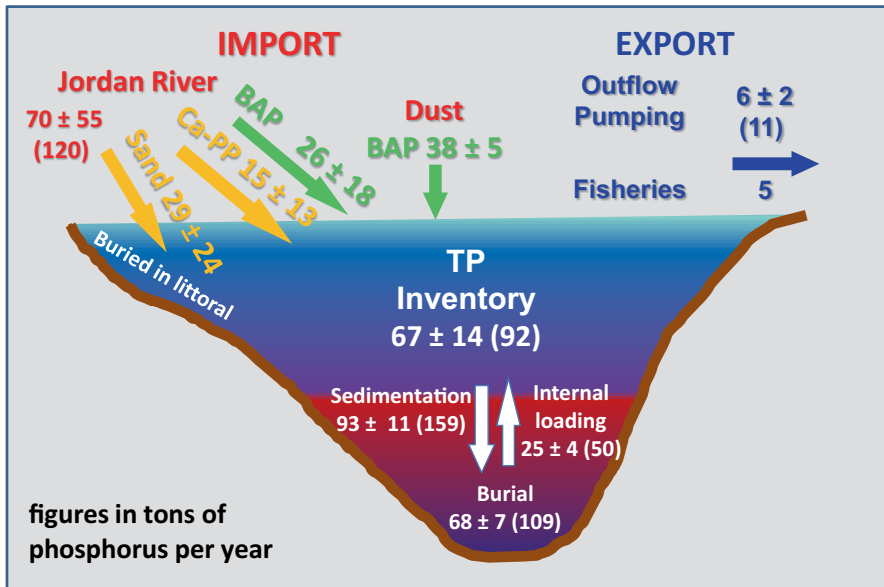 IMPORT
EXPORT
Jordan River
70 ± 55
(120)
Sand 29 ± 24
Ca-PP 15 ± 13
BAP 26 ± 18
Dust
BAP 38 ± 5
Outflow
Pumping
6 ± 2
(11)
Fisheries 5
Buried in littoral
TP
Inventory
67 ± 14 (92)
Sedimentation
93 ± 11 (159)
Internal
loading
25 ± 4 (50)
Burial
68 ± 7 (109)
figures in tons of
phosphorus per year